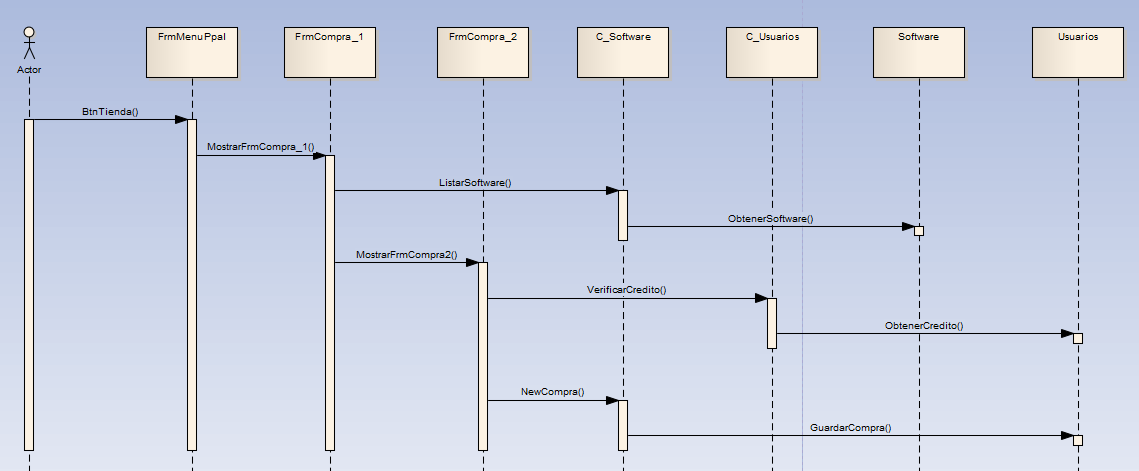 FrmMenuPpal
FrmCompra_1
FrmCompra_2
C_Software
C_Usuarios
Software
Usuarios
Actor
BtnTienda()
MostrarFrmCompra_1()
ListarSoftware()
ObtenerSoftware()
MostrarFrmCompra2()
VerificarCredito()
ObtenerCredito()
NewCompra()
GuardarCompra()